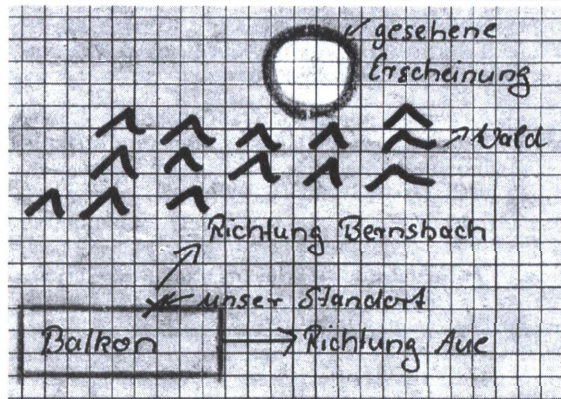 gesehene
Erscheinung
Wald
Richtung Bernsbach
unser Standort
Balkon
Richtung Aue